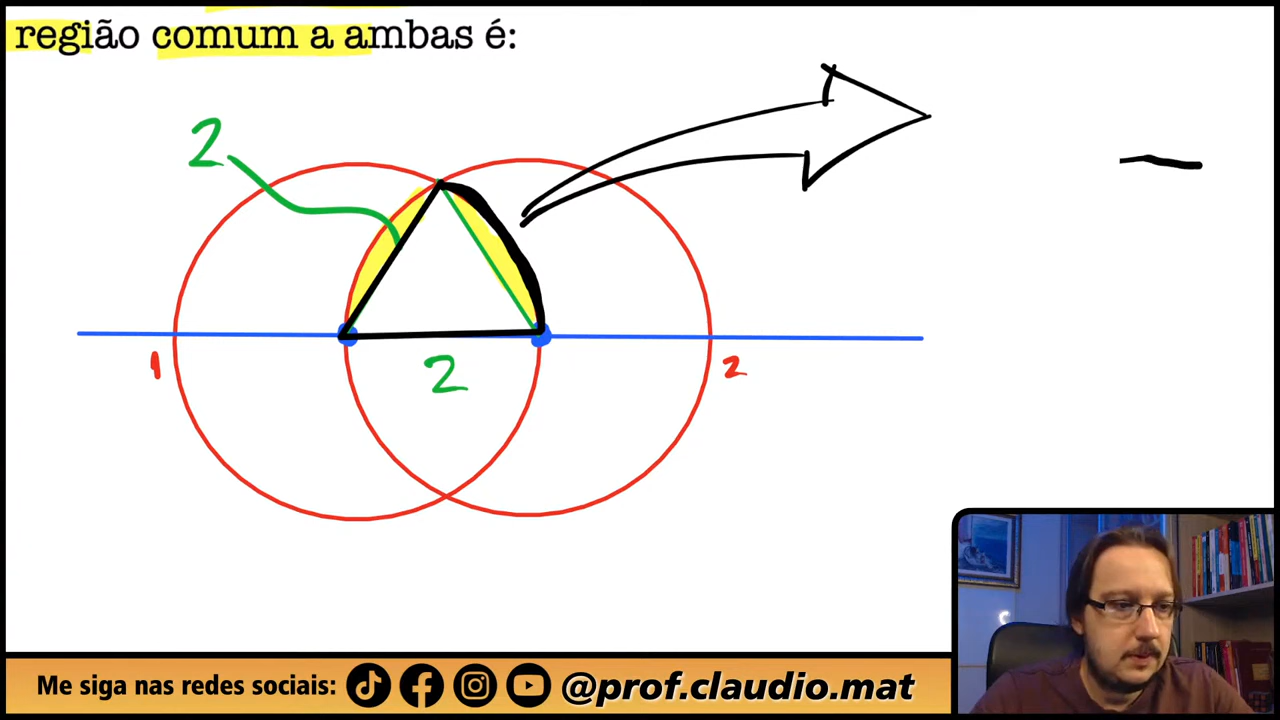 região comum a ambas é:
2
1
2
2
Me siga nas redes sociais: @prof.claudio.mat